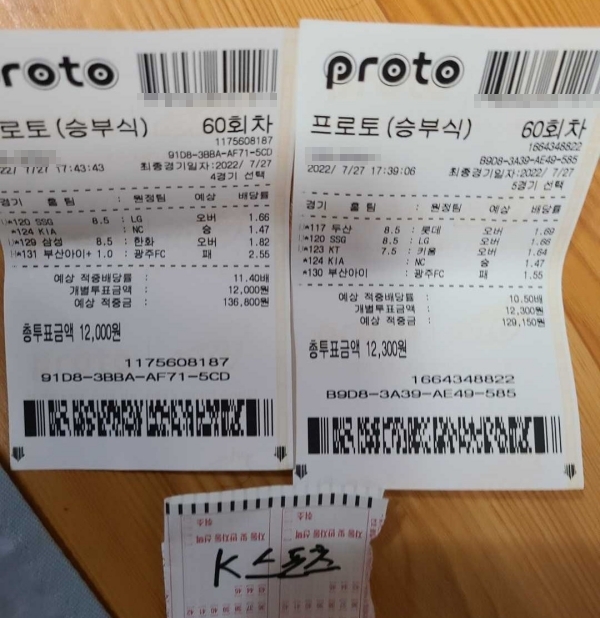 roto
로토(승부식) 60회차
1175608187
91D8-3BBA-AF71-5CD
22/ 7/27 17:43:43 최종경기일자:2022/ 7/27
4경기 선택
경기 홈 팀 : 원정팀 예상 배당률
*120 SSG 8.5 : LG 오버 1.66
*124 KIA : NC 승 1.47
*129 삼성 8.5 : 한화 오버 1.82
*131 부산아이+ 1.0 : 광주FC 패 2.55
예상 적중배당률 : 11.40배
개별투표금액 : 12,000원
예상 적중금 : 136,800원
총투표금액 12,000원
1175608187
91D8-3BBA-AF71-5CD
proto
프로토(승부식) 60회차
1664348822
B9D8-3A39-AE49-585
2022/ 7/27 17:39:06 최종경기일자:2022/ 7/27
5경기 선택
경기 홈 팀 : 원정팀 예상 배당률
*117 두산 8.5 : 롯데 오버 1.69
*120 SSG 8.5 : LG 오버 1.66
*123 KT 7.5 : 키움 오버 1.64
*124 KIA : NC 승 1.47
*130 부산아이 : 광주FC 패 1.55
예상 적중배당률 : 10.50배
개별투표금액 : 12,300원
예상 적중금 : 129,150원
총투표금액 12,300원
1664348822
B9D8-3A39-AE49-585
K스포츠